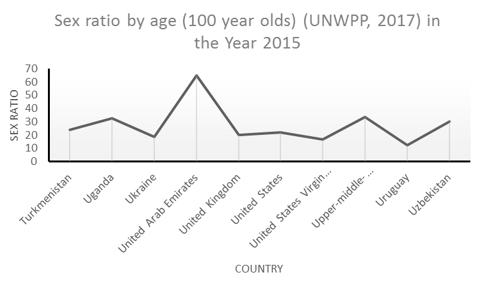 Sex ratio by age (100 year olds) (UNWPP, 2017) in
the Year 2015
SEX RATIO
70
60
50
40
30
20
10
0
Turkmenistan
Uganda
Ukraine
United Arab Emirates
United Kingdom
United States
United States Virgin...
Upper-middle-...
Uruguay
Uzbekistan
COUNTRY